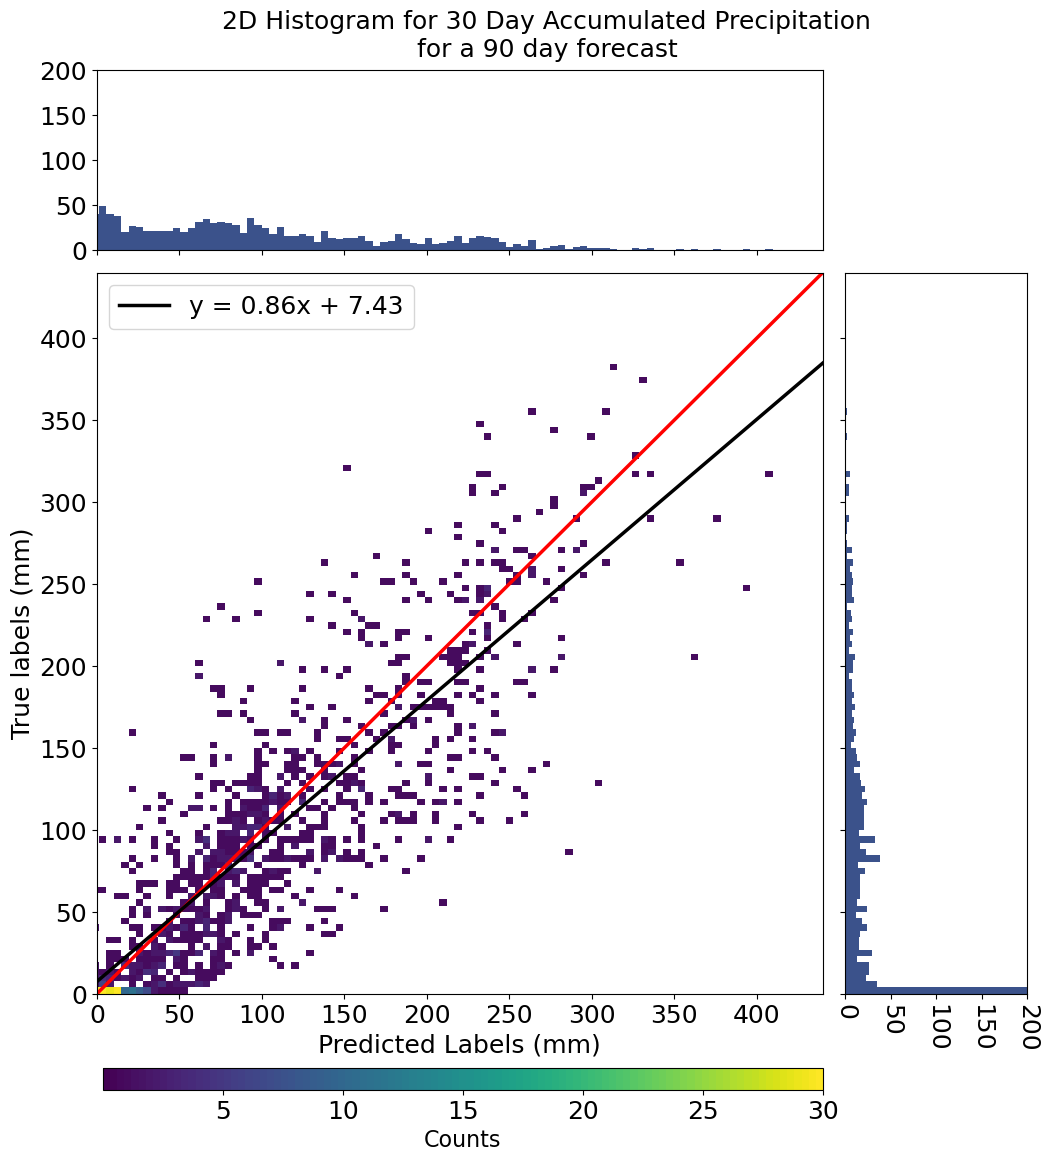 2D Histogram for 30 Day Accumulated Precipitation
for a 90 day forecast
200
150
100
50
0
y = 0.86x + 7.43
400
350
300
250
200
150
100
50
0
True labels (mm)
0 50 100 150 200 250 300 350 400
Predicted Labels (mm)
0 50 100 150 200
5 10 15 20 25 30
Counts